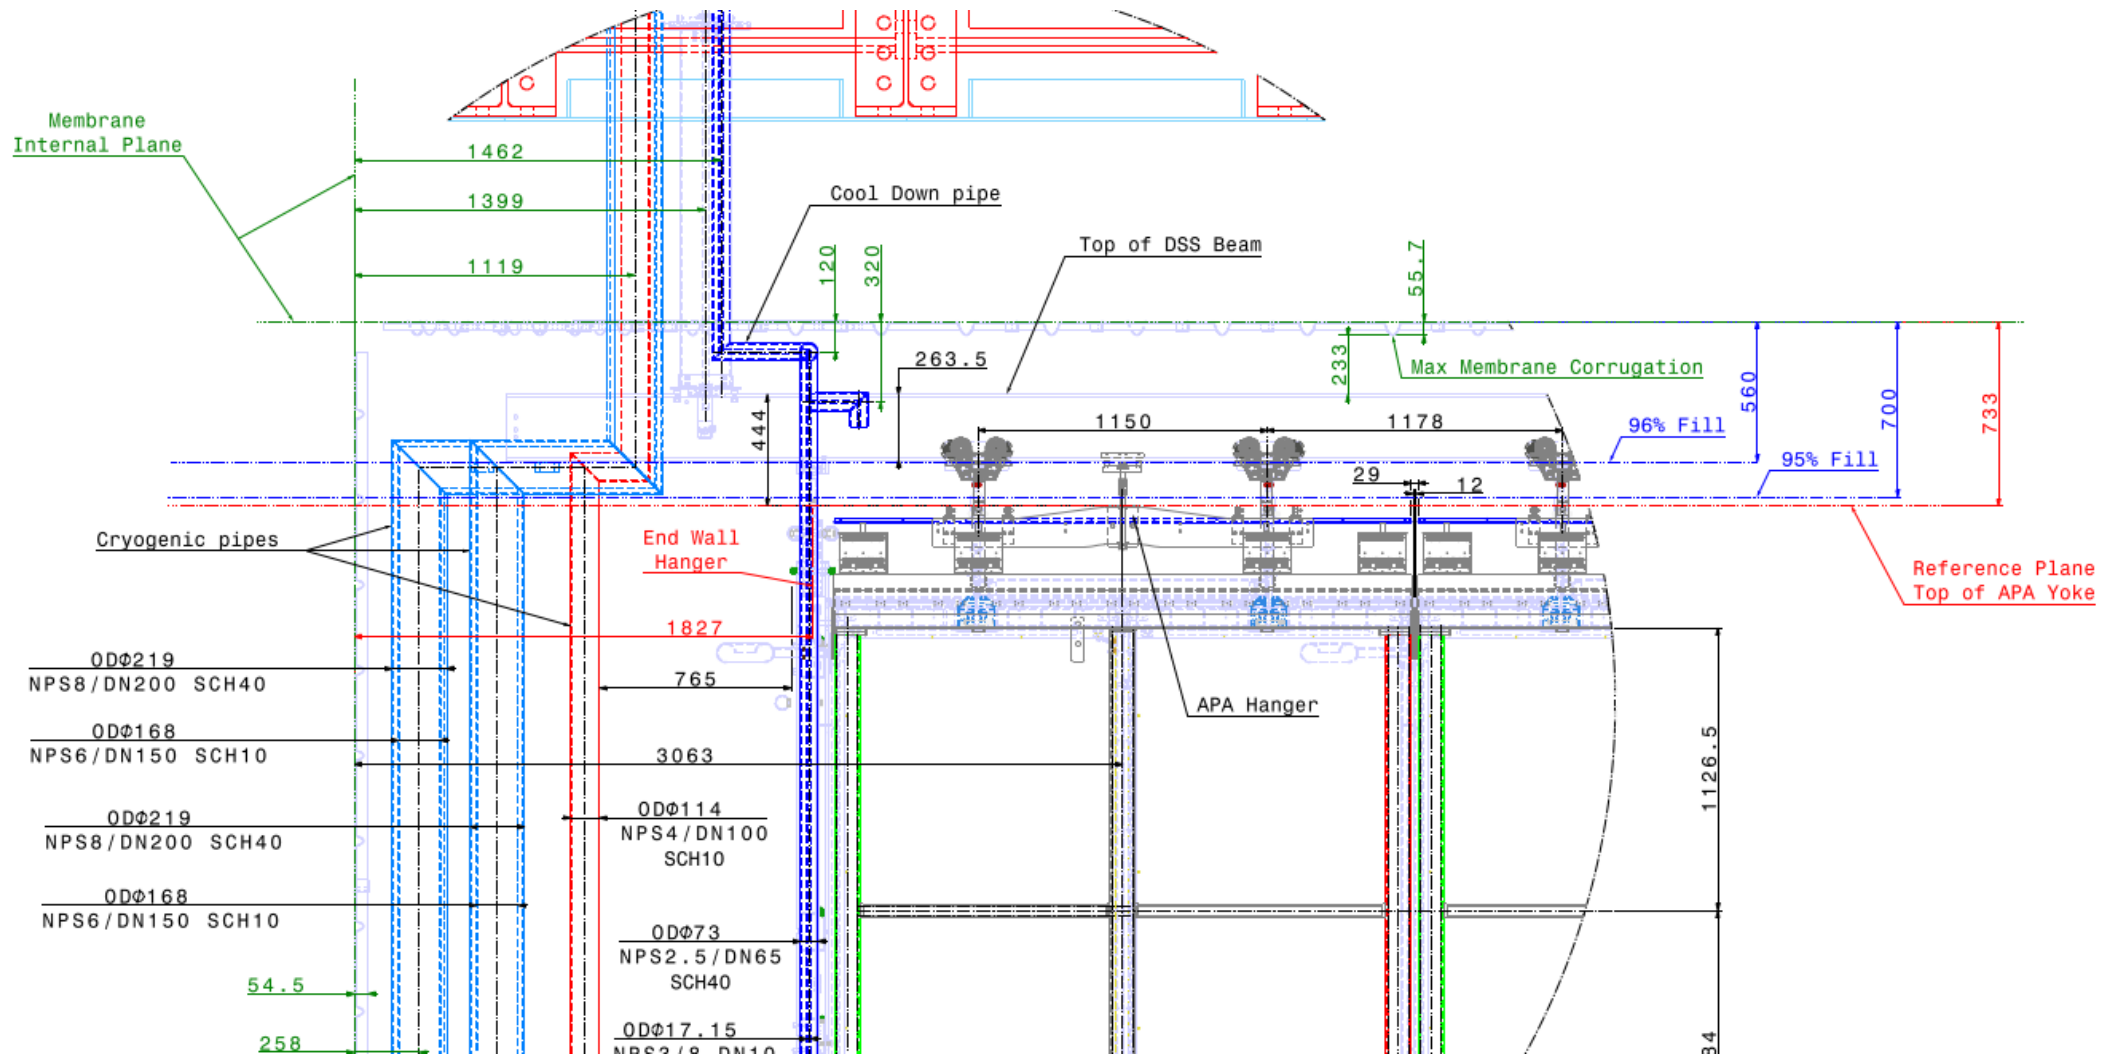 Membrane
Internal Plane
1462
1399
1119
Cool Down pipe
Top of DSS Beam
120
320
55.7
263.5
233
Max Membrane Corrugation
560
700
733
444
1150
1178
96% Fill
95% Fill
29
12
Cryogenic pipes
End Wall
Hanger
Reference Plane
Top of APA Yoke
1827
ODΦ219
NPS8/DN200 SCH40
765
APA Hanger
ODΦ168
NPS6/DN150 SCH10
3063
1126.5
ODΦ219
NPS8/DN200 SCH40
ODΦ114
NPS4/DN100
SCH10
ODΦ168
NPS6/DN150 SCH10
ODΦ73
NPS2.5/DN65
SCH40
54.5
ODΦ17.15
NPS3/8 DN10
258
84